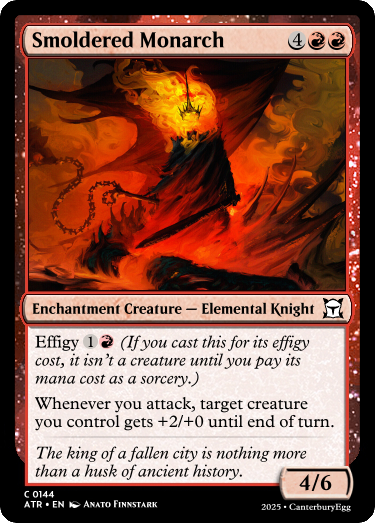 Smoldered Monarch 4
Enchantment Creature — Elemental Knight
Effigy 1 (If you cast this for its effigy
cost, it isn't a creature until you pay its
mana cost as a sorcery.)
Whenever you attack, target creature
you control gets +2/+0 until end of turn.
The king of a fallen city is nothing more
than a husk of ancient history.
4/6
C 0144
ATR • EN Anato Finnstark
2025 • CanterburyEgg